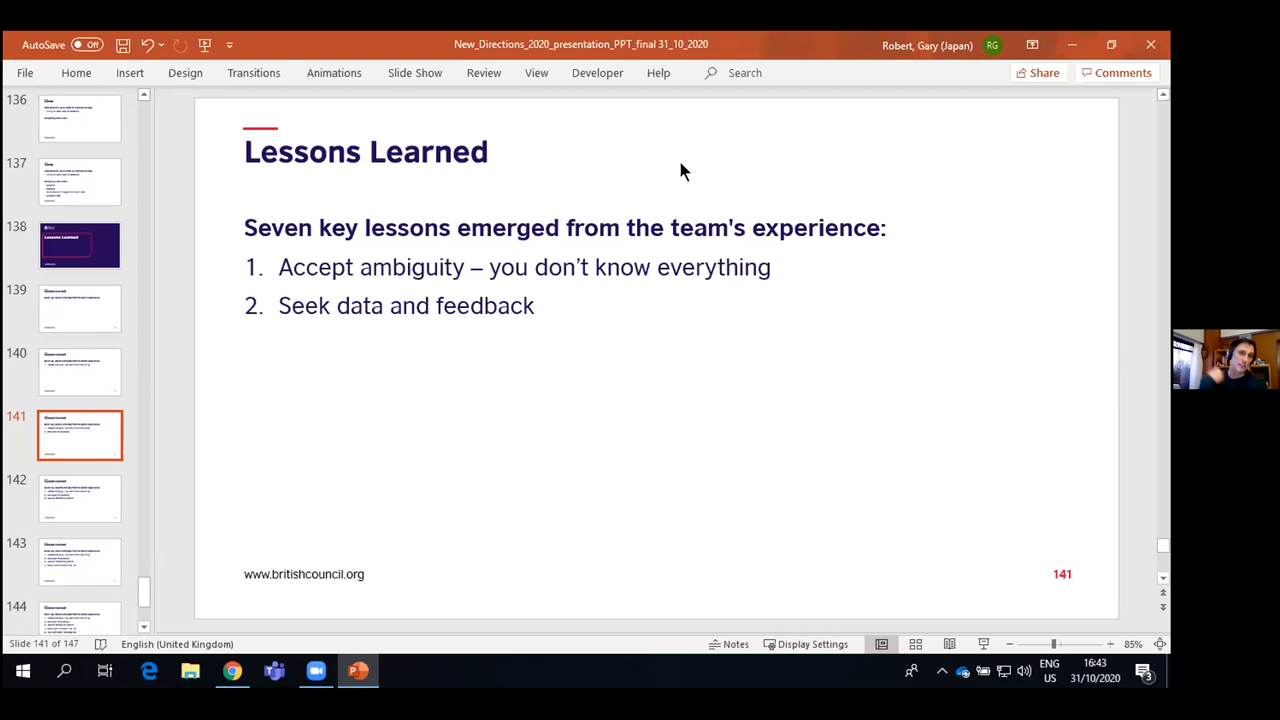 AutoSave
Off
New_Directions_2020_presentation_PPT_final 31_10_2020
Robert, Gary (Japan)
RG
File
Home
Insert
Design
Transitions
Animations
Slide Show
Review
View
Developer
Help
Search
Share
Comments
136
137
138
Lessons Learned
139
140
141
142
143
144
Lessons Learned
Seven key lessons emerged from the team's experience:
1. Accept ambiguity – you don't know everything
2. Seek data and feedback
www.britishcouncil.org
141
Slide 141 of 147
English (United Kingdom)
Notes
Display Settings
85%
ENG
US
16:43
31/10/2020
3